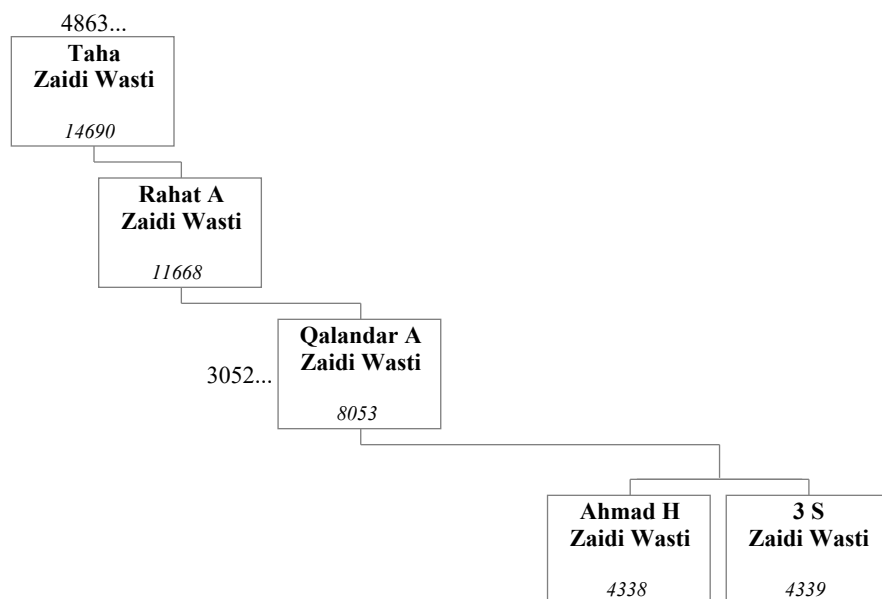 4863...
Taha
Zaidi Wasti
14690
Rahat A
Zaidi Wasti
11668
3052...
Qalandar A
Zaidi Wasti
8053
Ahmad H
Zaidi Wasti
4338
3 S
Zaidi Wasti
4339